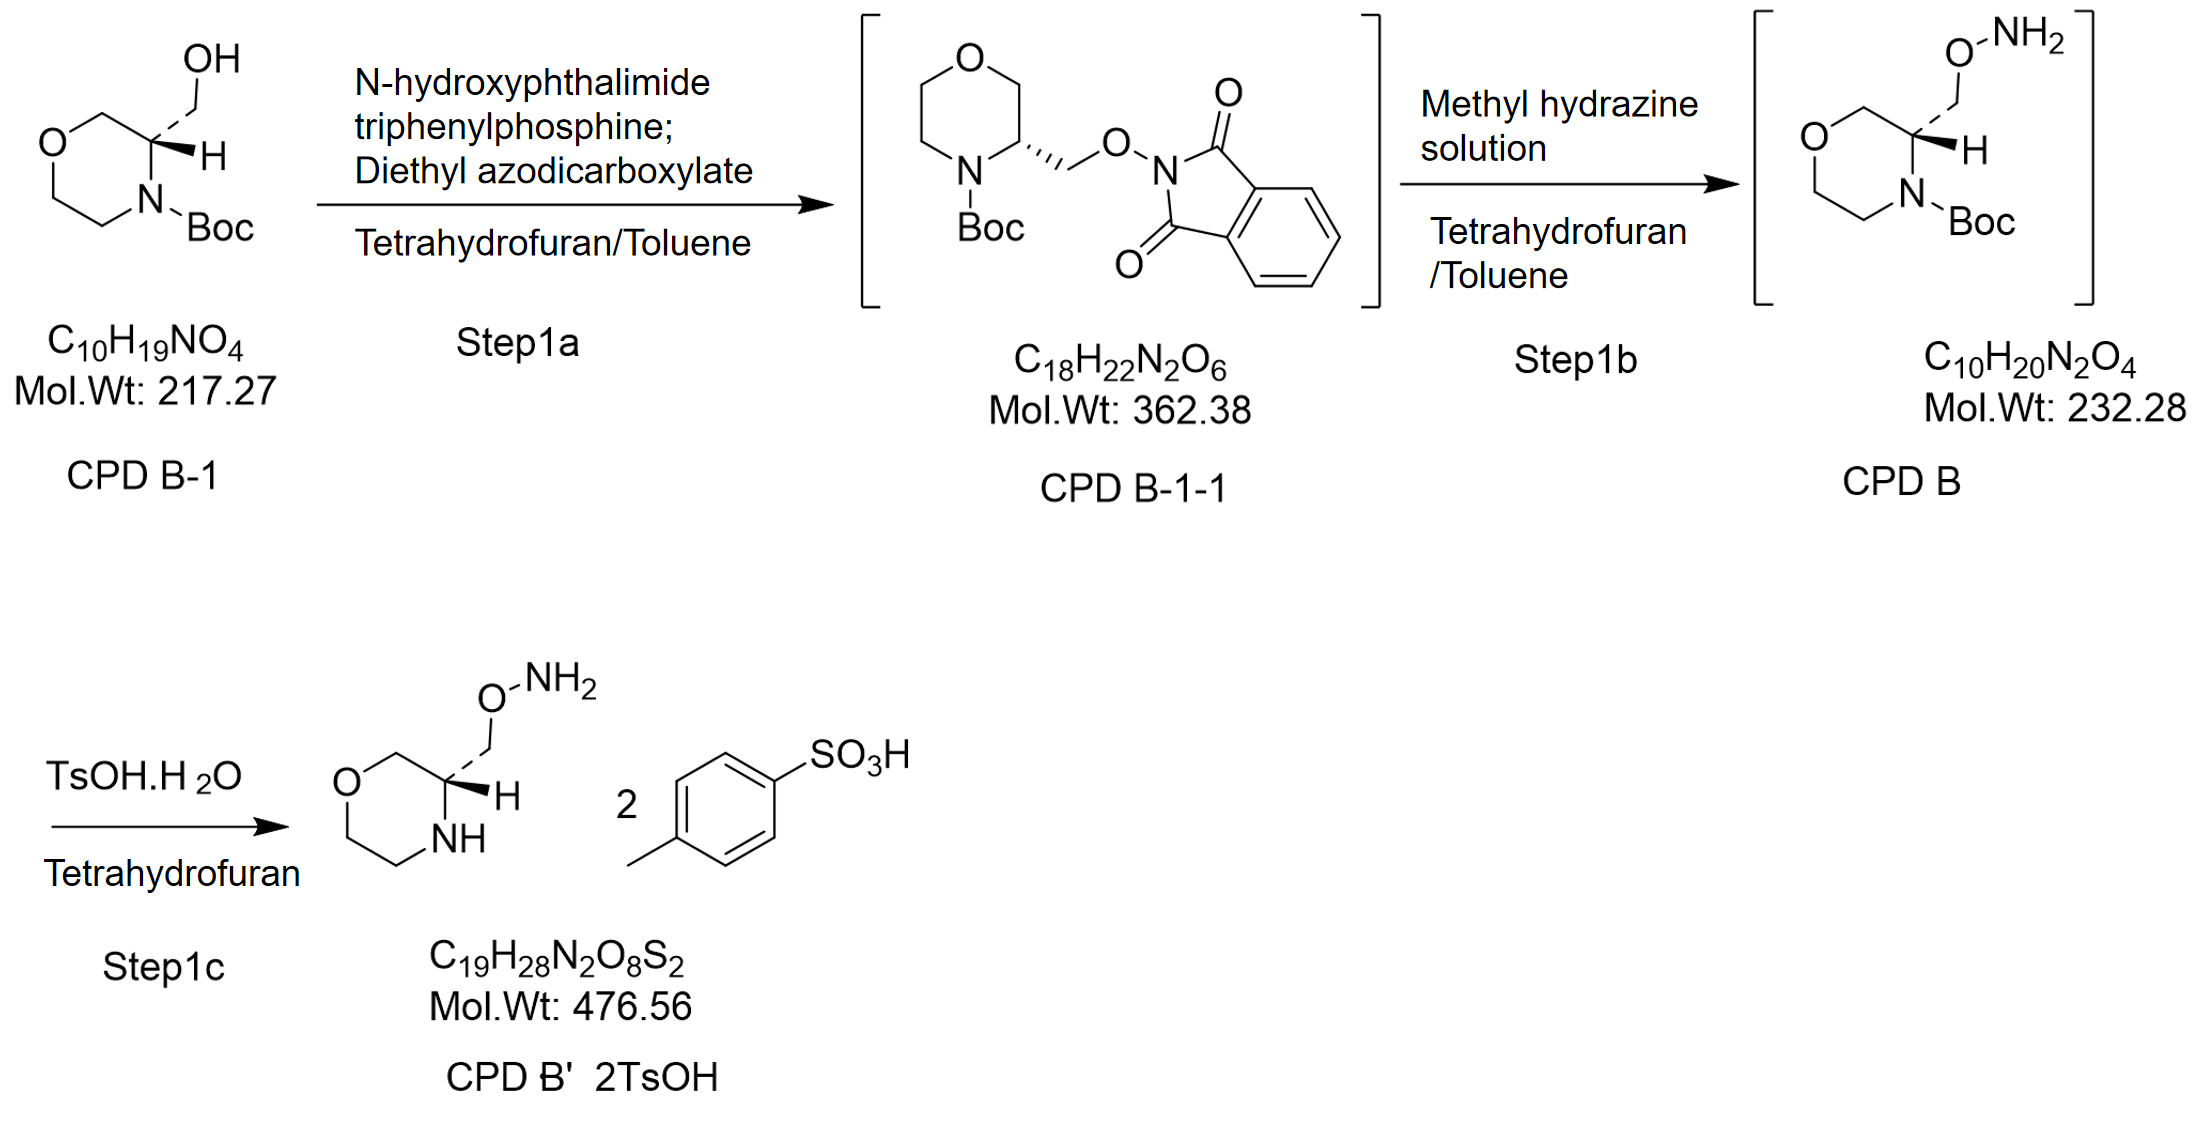 OH
O
H
N
Boc
C10H19NO4
Mol.Wt: 217.27
CPD B-1
N-hydroxyphthalimide
triphenylphosphine;
Diethyl azodicarboxylate
Tetrahydrofuran/Toluene
Step1a
O
N
Boc
O
N
O
O
C18H22N2O6
Mol.Wt: 362.38
CPD B-1-1
Methyl hydrazine
solution
Tetrahydrofuran
/Toluene
Step1b
O
NH2
O
H
N
Boc
C10H20N2O4
Mol.Wt: 232.28
CPD B
TsOH.H2O
Tetrahydrofuran
Step1c
O
NH2
O
H
NH
2
SO3H
C19H28N2O8S2
Mol.Wt: 476.56
CPD B' 2TsOH